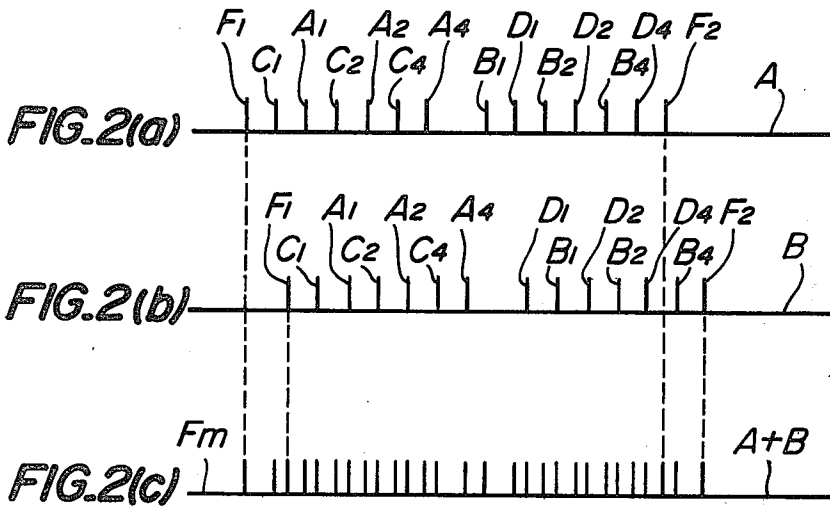 F1 A1 A2 A4 D1 D2 D4 F2
C1 C2 C4 B1 B2 B4 A
FIG.2(a)
F1 A1 A2 A4 D1 D2 D4 F2
C1 C2 C4 B1 B2 B4 B
FIG.2(b)
Fm A+B
FIG.2(c)